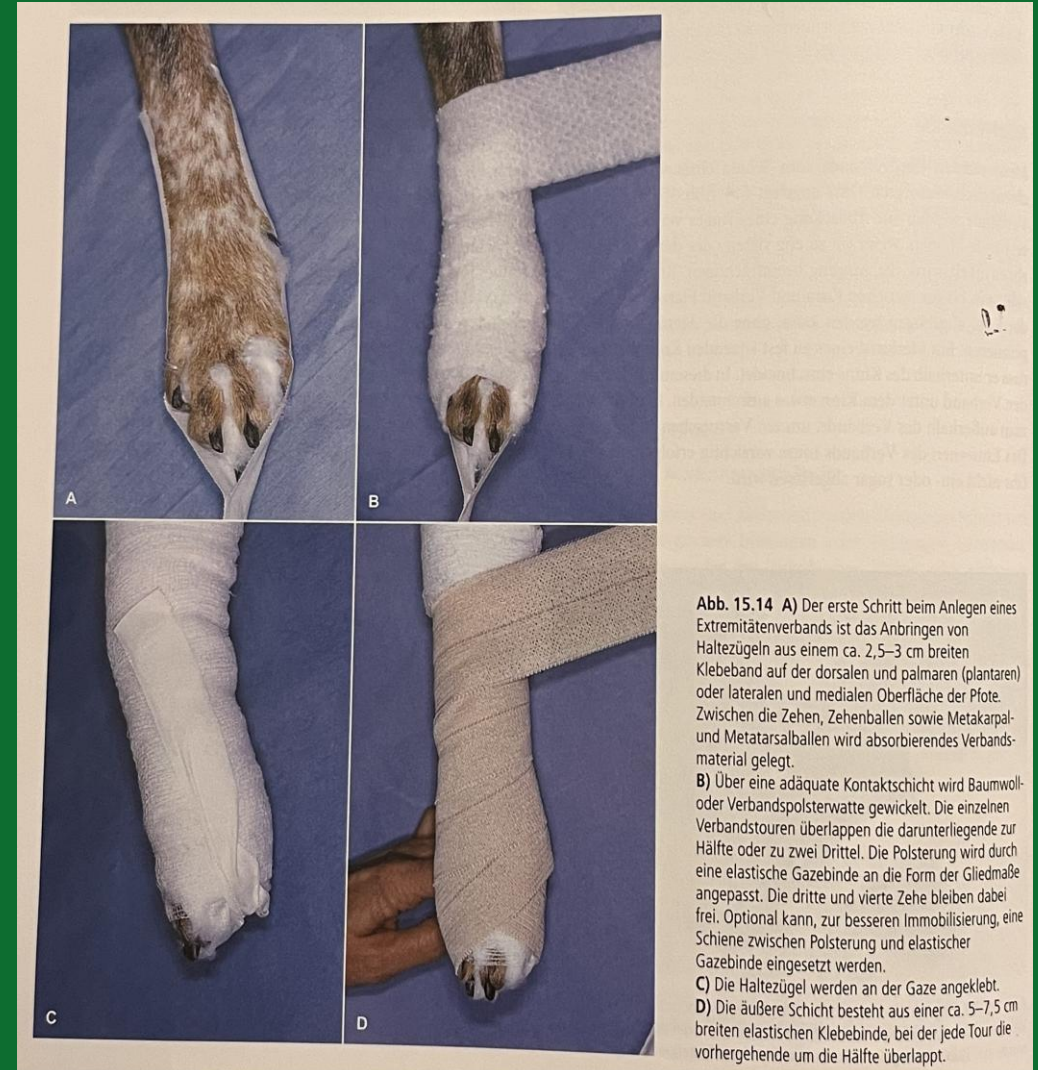 A
B
C
D
Abb. 15.14 A) Der erste Schritt beim Anlegen eines
Extremitätenverbands ist das Anbringen von
Haltezügeln aus einem ca. 2,5–3 cm breiten
Klebeband auf der dorsalen und palmaren (plantaren)
oder lateralen und medialen Oberfläche der Pfote.
Zwischen die Zehen, Zehenballen sowie Metakarpal-
und Metatarsalballen wird absorbierendes Verbands-
material gelegt.
B) Über eine adäquate Kontaktschicht wird Baumwoll-
oder Verbandspolsterwatte gewickelt. Die einzelnen
Verbandstouren überlappen die darunterliegende zur
Hälfte oder zu zwei Drittel. Die Polsterung wird durch
eine elastische Gazebinde an die Form der Gliedmaße
angepasst. Die dritte und vierte Zehe bleiben dabei
frei. Optional kann, zur besseren Immobilisierung, eine
Schiene zwischen Polsterung und elastischer
Gazebinde eingesetzt werden.
C) Die Haltezügel werden an der Gaze angeklebt.
D) Die äußere Schicht besteht aus einer ca. 5–7,5 cm
breiten elastischen Klebebinde, bei der jede Tour die
vorhergehende um die Hälfte überlappt.